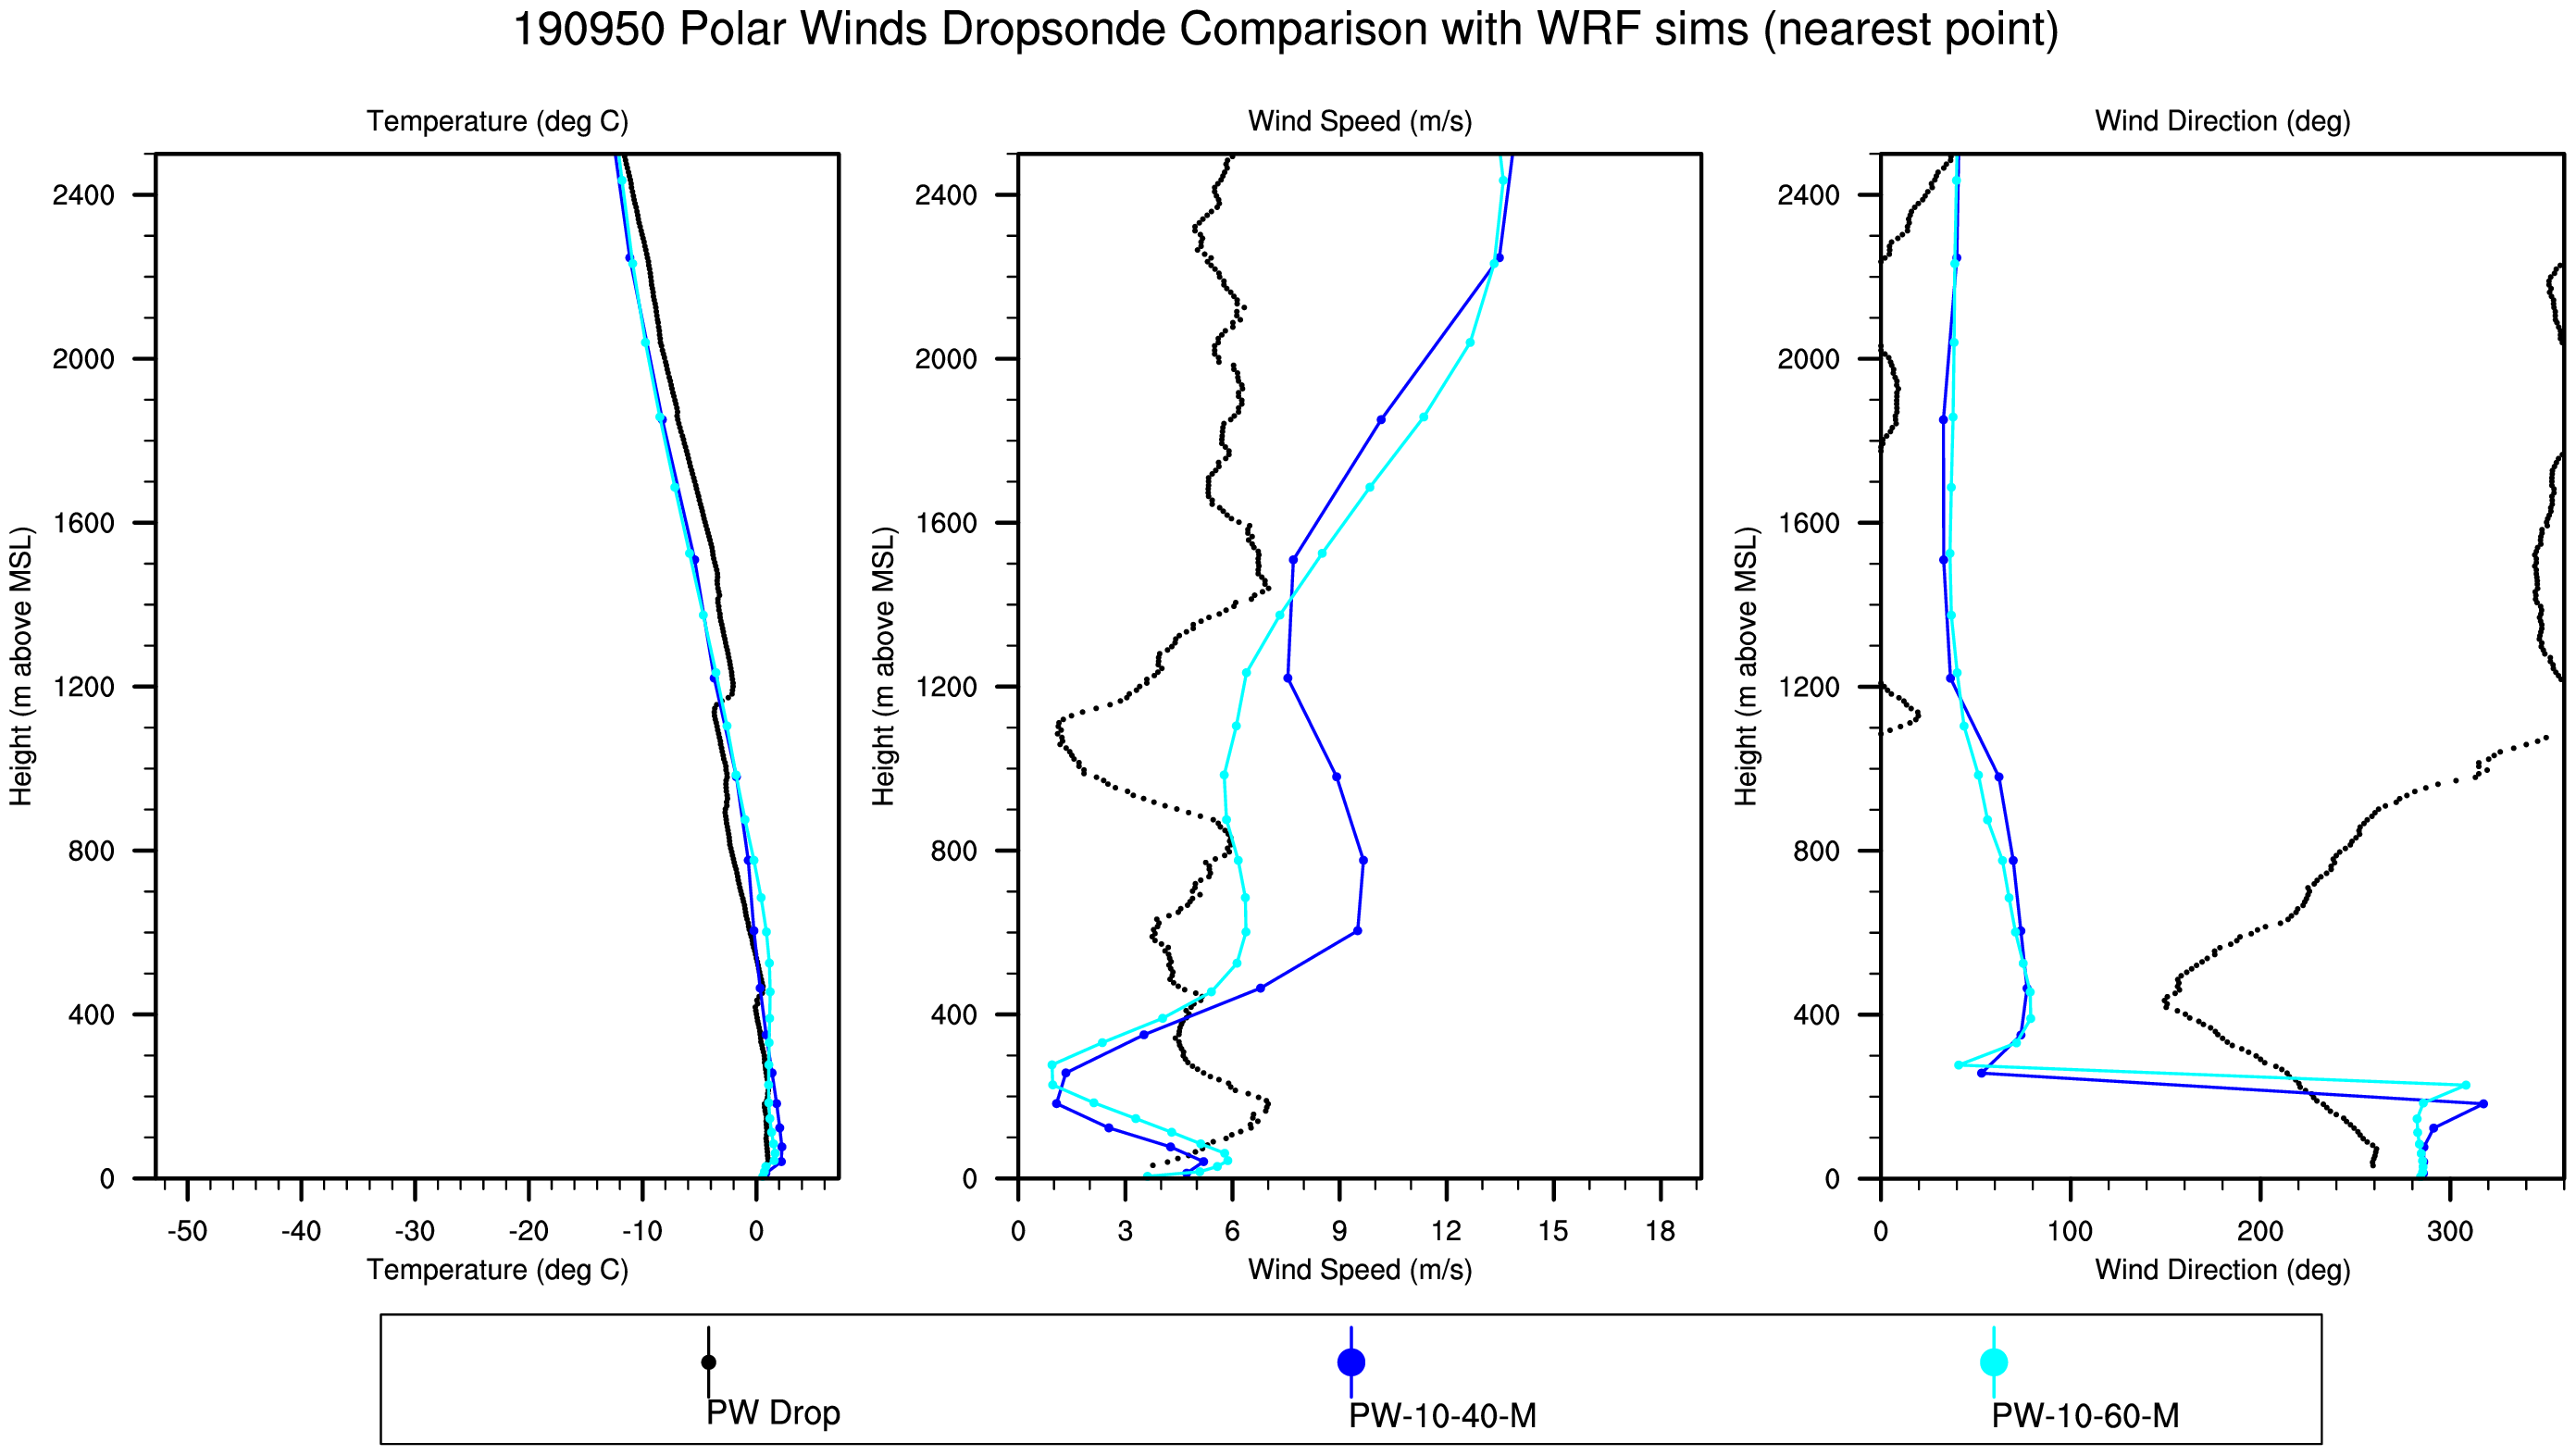 190950 Polar Winds Dropsonde Comparison with WRF sims (nearest point)
Temperature (deg C)
Wind Speed (m/s)
Wind Direction (deg)
Height (m above MSL)
2400
2000
1600
1200
800
400
0
-50 -40 -30 -20 -10 0
Temperature (deg C)
Height (m above MSL)
2400
2000
1600
1200
800
400
0
0 3 6 9 12 15 18
Wind Speed (m/s)
Height (m above MSL)
2400
2000
1600
1200
800
400
0
0 100 200 300
Wind Direction (deg)
PW Drop
PW-10-40-M
PW-10-60-M